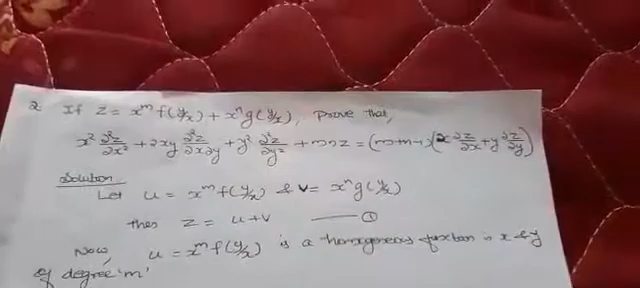 2. If z = x^m f(y/x) + x^n g(y/x), prove that,
x² ∂²z/∂x² + 2xy ∂²z/∂x∂y + y² ∂²z/∂y² + mnz = (m+n-1)(x ∂z/∂x + y ∂z/∂y)
Solution
Let u = x^m f(y/x) & v = x^n g(y/x)
then z = u+v —— ①
Now, u = x^m f(y/x) is a homogeneous function in x & y
of degree 'm'